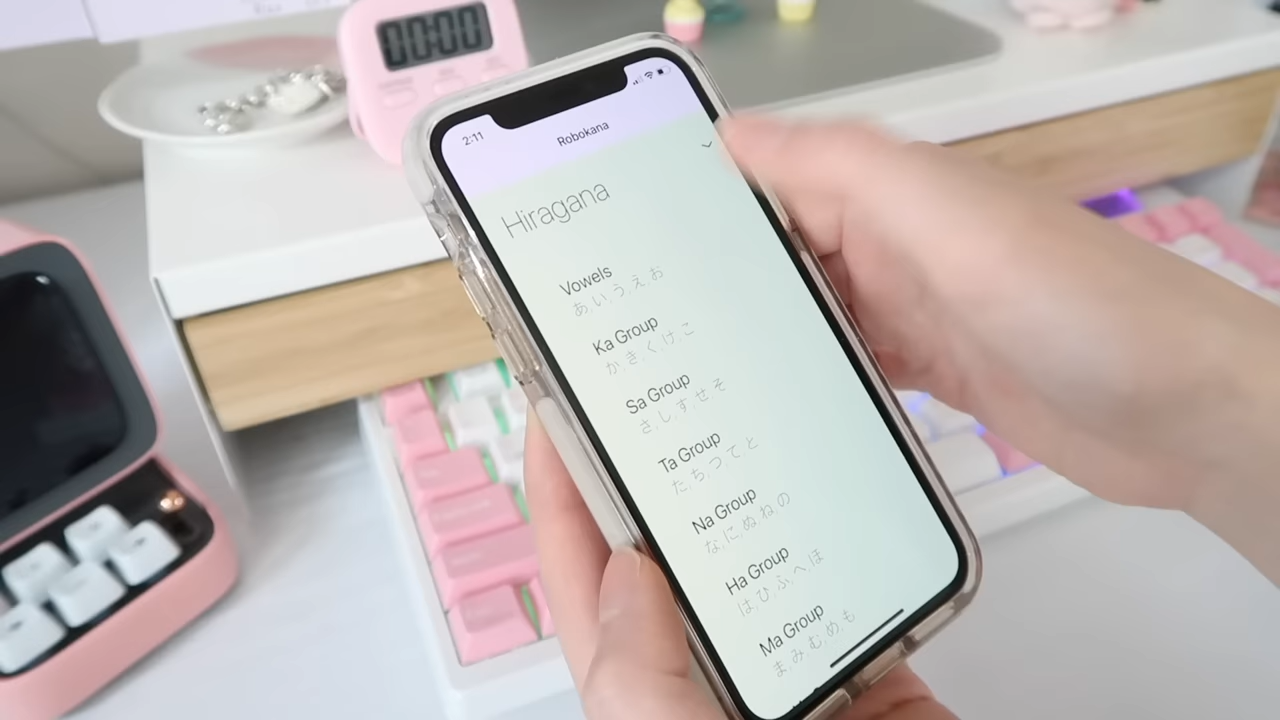 00:00
2:11
Robokana
Hiragana
Vowels
あ, い, う, え, お
Ka Group
か, き, く, け, こ
Sa Group
さ, し, す, せ, そ
Ta Group
た, ち, つ, て, と
Na Group
な, に, ぬ, ね, の
Ha Group
は, ひ, ふ, へ, ほ
Ma Group
ま, み, む, め, も